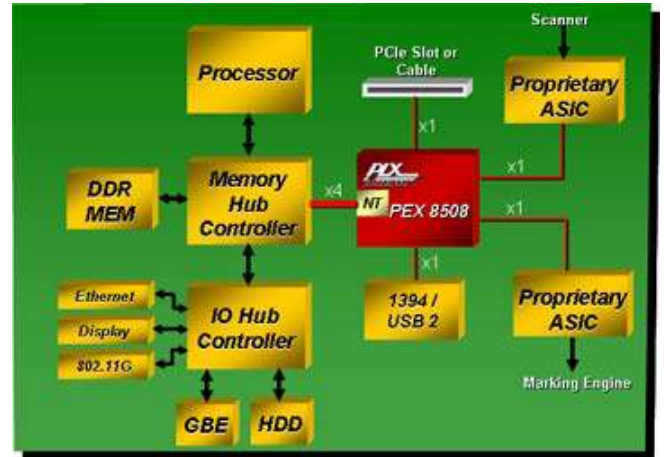 Scanner
Processor
PCIe Slot or
Cable
Proprietary
ASIC
x1
x1
DDR
MEM
Memory
Hub
Controller
x4
PLX
NT
PEX 8508
x1
x1
Ethernet
Display
802.11G
IO Hub
Controller
1394 /
USB 2
Proprietary
ASIC
GBE
HDD
Marking Engine